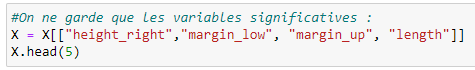 #On ne garde que les variables significatives :
X = X[["height_right","margin_low", "margin_up", "length"]]
X.head(5)